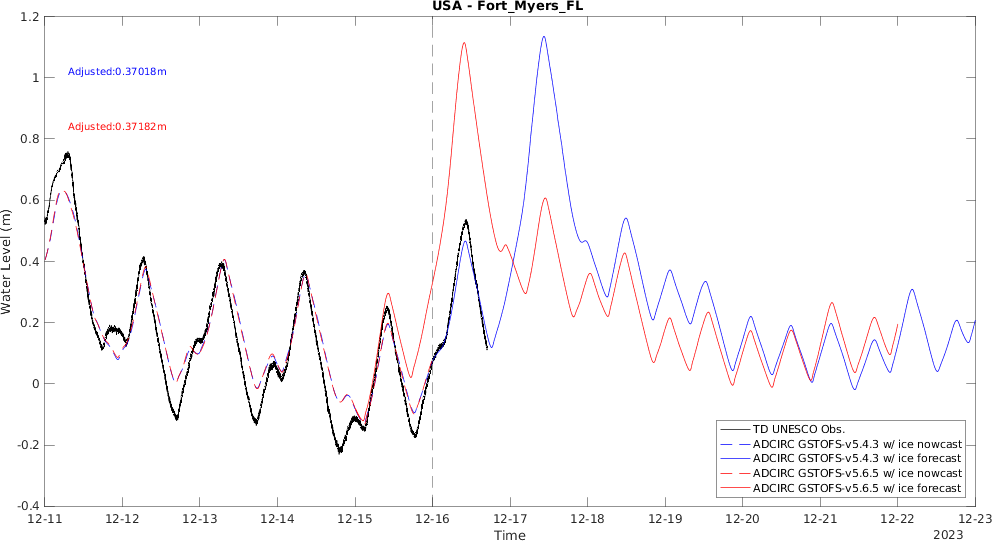 USA - Fort_Myers_FL
1.2
1
0.8
0.6
0.4
0.2
0
-0.2
-0.4
Water Level (m)
Adjusted:0.37018m
Adjusted:0.37182m
TD UNESCO Obs.
ADCIRC GSTOFS-v5.4.3 w/ ice nowcast
ADCIRC GSTOFS-v5.4.3 w/ ice forecast
ADCIRC GSTOFS-v5.6.5 w/ ice nowcast
ADCIRC GSTOFS-v5.6.5 w/ ice forecast
12-11 12-12 12-13 12-14 12-15 12-16 12-17 12-18 12-19 12-20 12-21 12-22 12-23
Time
2023